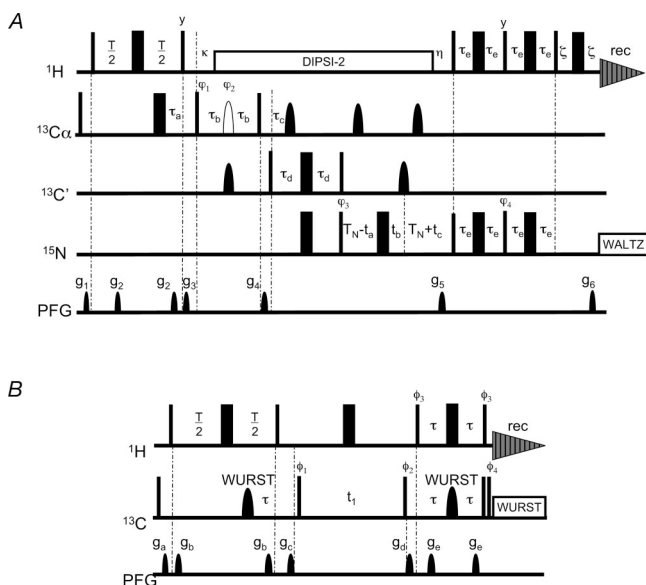 A
y
y
T/2
T/2
κ
DIPSI-2
η
τe
τe
τe
τe
ζ
ζ
rec
1H
φ1
φ2
τa
τb
τb
τc
13Cα
τd
τd
13C'
φ3
φ4
TN-ta
tb
TN+tc
τe
τe
τe
τe
15N
WALTZ
g1
g2
g2
g3
g4
g5
g6
PFG
B
ϕ3
ϕ3
T/2
T/2
τ
τ
rec
1H
WURST
WURST
ϕ1
ϕ2
ϕ4
τ
t1
τ
τ
13C
WURST
ga
gb
gb
gc
gd
ge
ge
PFG